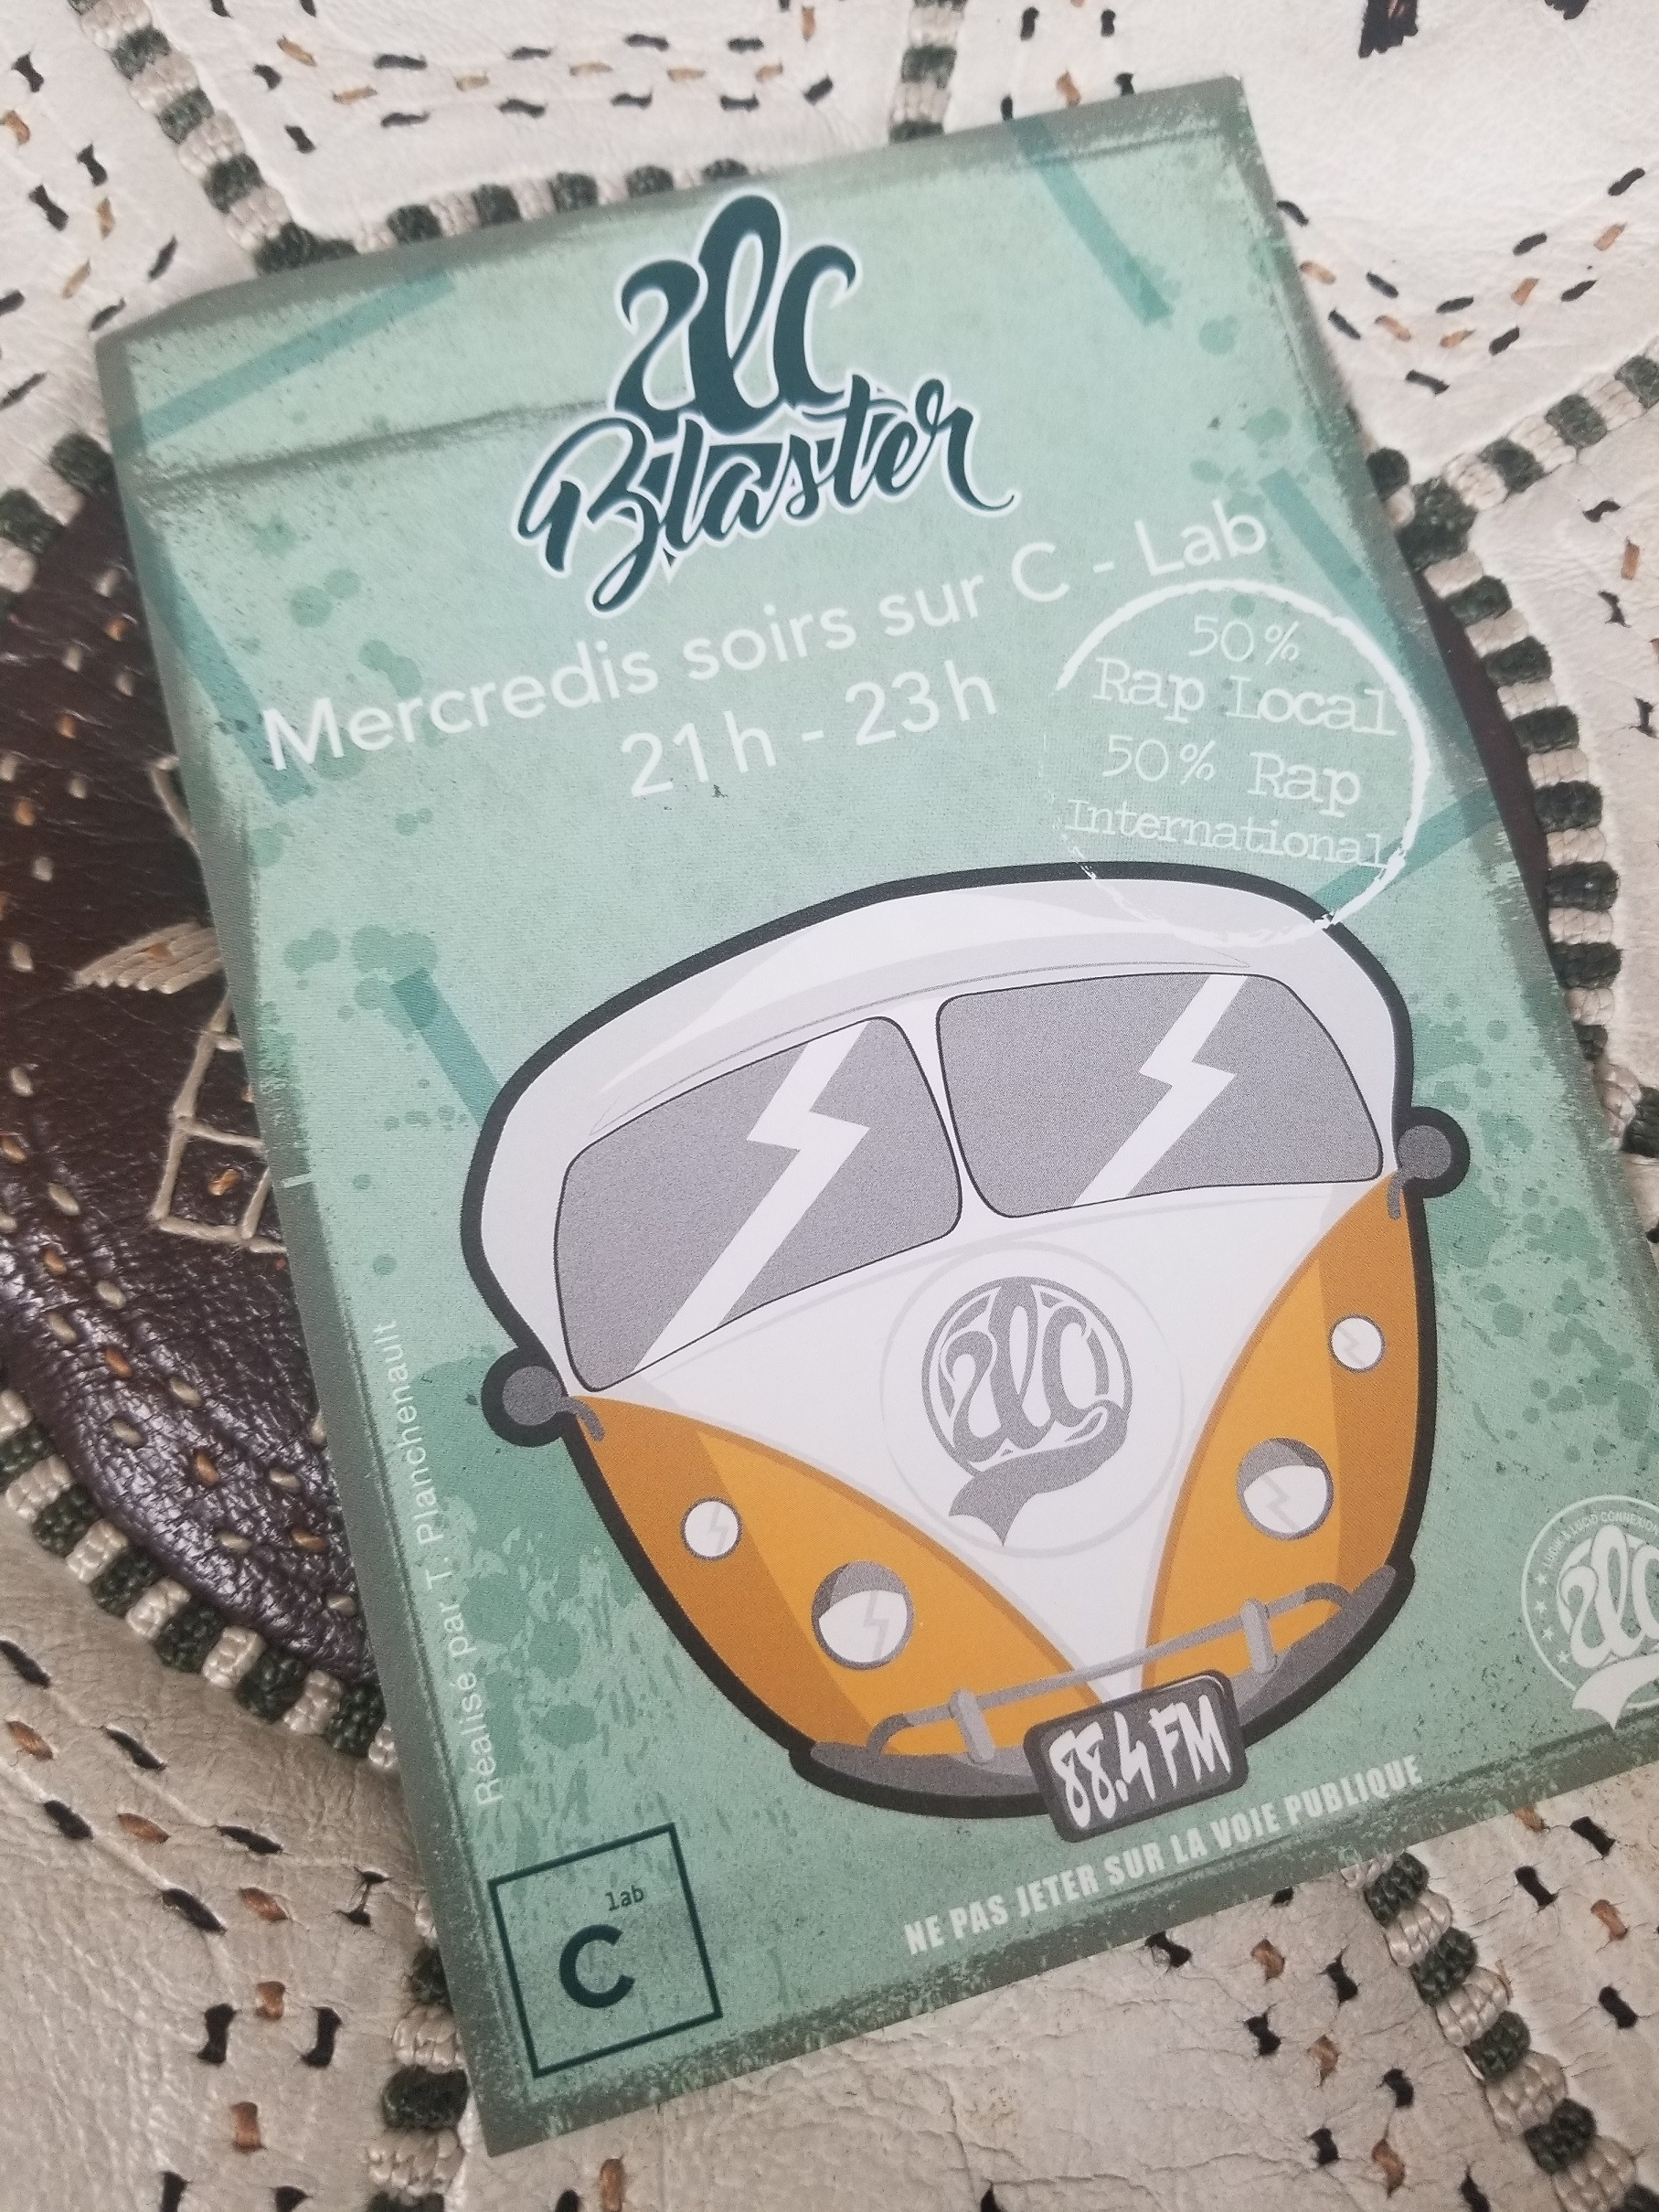 Blaster
Mercredis soirs sur C - Lab
21h - 23h
50%
Rap Local
50% Rap
International
88.4 FM
Réalisé par T. Planchenault
lab
C
NE PAS JETER SUR LA VOIE PUBLIQUE